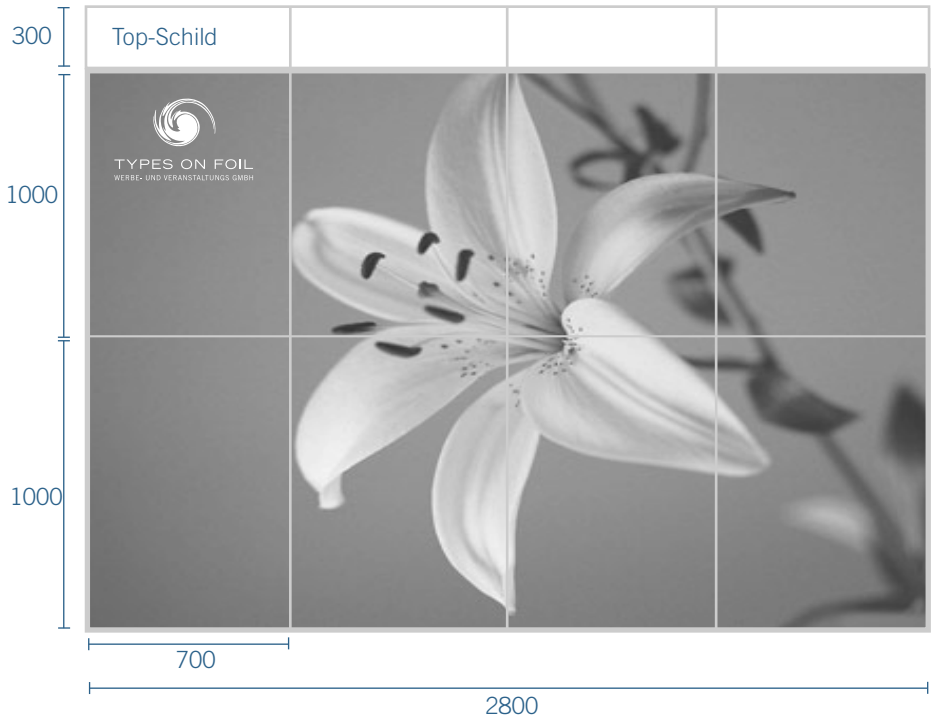 300
Top-Schild
TYPES ON FOIL
WERBE- UND VERANSTALTUNGS GMBH
1000
1000
700
2800